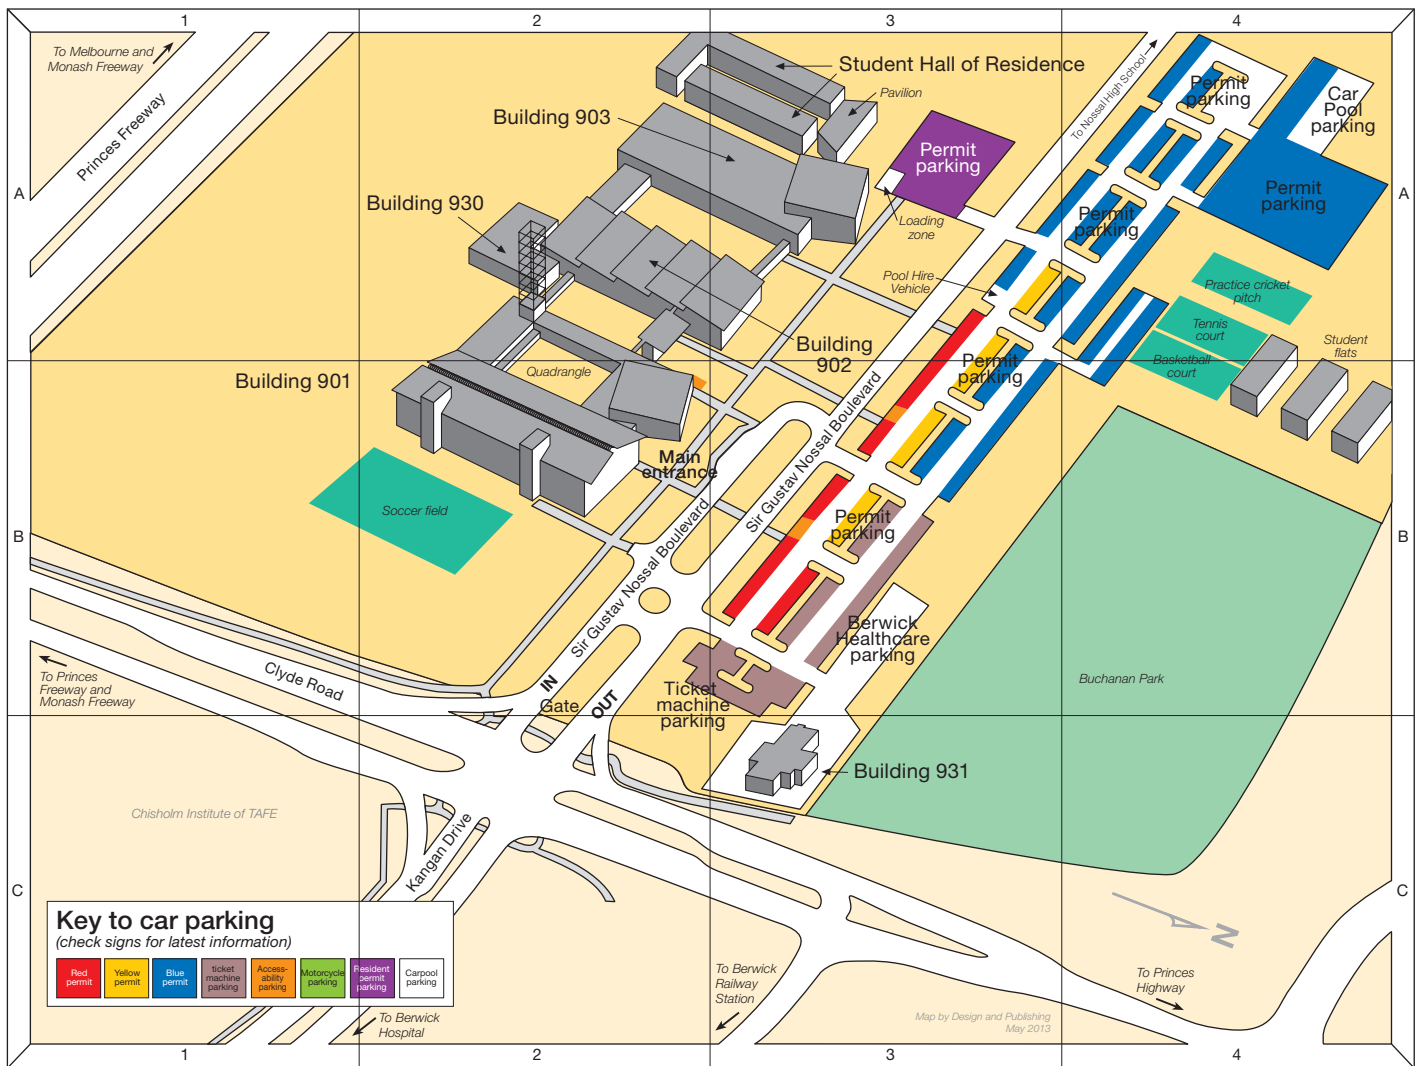 1
2
3
4
To Melbourne and
Monash Freeway
Princes Freeway
Student Hall of Residence
Pavilion
Building 903
To Nossal High School
Permit
parking
Car
Pool
parking
Permit
parking
A
A
Building 930
Loading
zone
Permit
parking
Permit
parking
Pool Hire
Vehicle
Practice cricket
pitch
Tennis
court
Student
flats
Building
902
Permit
parking
Basketball
court
Quadrangle
Building 901
Sir Gustav Nossal Boulevard
Main
entrance
Soccer field
Permit
parking
B
B
Sir Gustav Nossal Boulevard
Berwick
Healthcare
parking
Clyde Road
To Princes
Freeway and
Monash Freeway
IN
Gate
OUT
Ticket
machine
parking
Buchanan Park
Building 931
Chisholm Institute of TAFE
Kangan Drive
C
C
N
Key to car parking
(check signs for latest information)
Red
permit
Yellow
permit
Blue
permit
ticket
machine
parking
Access-
ability
parking
Motorcycle
parking
Resident
permit
parking
Carpool
parking
To Berwick
Hospital
To Berwick
Railway
Station
To Princes
Highway
Map by Design and Publishing
May 2013
1
2
3
4